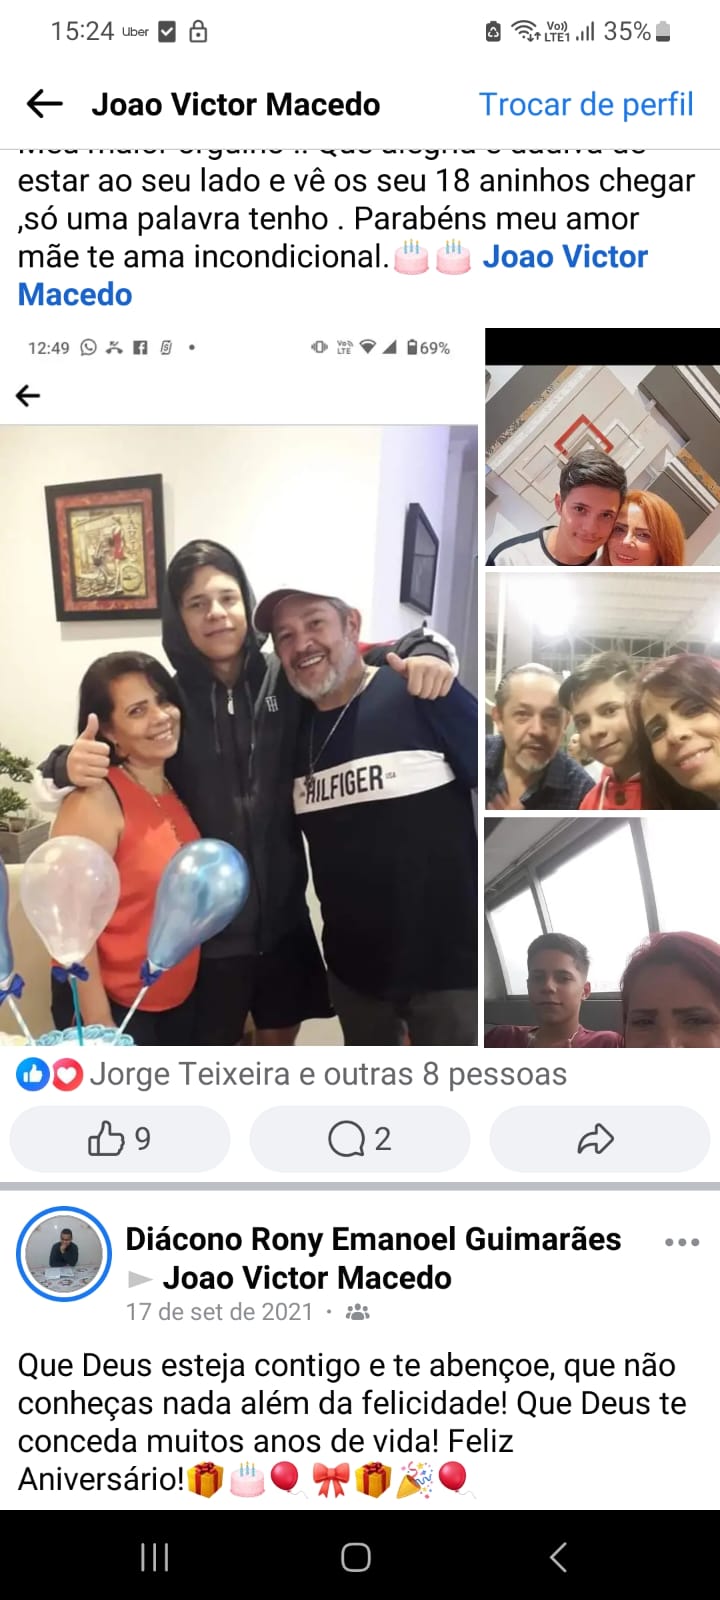 15:24 Uber Vo)) LTE1 35%
Joao Victor Macedo Trocar de perfil
estar ao seu lado e vê os seu 18 aninhos chegar
,só uma palavra tenho . Parabéns meu amor
mãe te ama incondicional.🎂🎂 Joao Victor
Macedo
12:49 Vo)) LTE 69%
HILFIGER USA
Jorge Teixeira e outras 8 pessoas
9 2
Diácono Rony Emanoel Guimarães
Joao Victor Macedo
17 de set de 2021 ·
Que Deus esteja contigo e te abençoe, que não
conheças nada além da felicidade! Que Deus te
conceda muitos anos de vida! Feliz
Aniversário!🎁🎂🎈🎀🎁🎉🎈